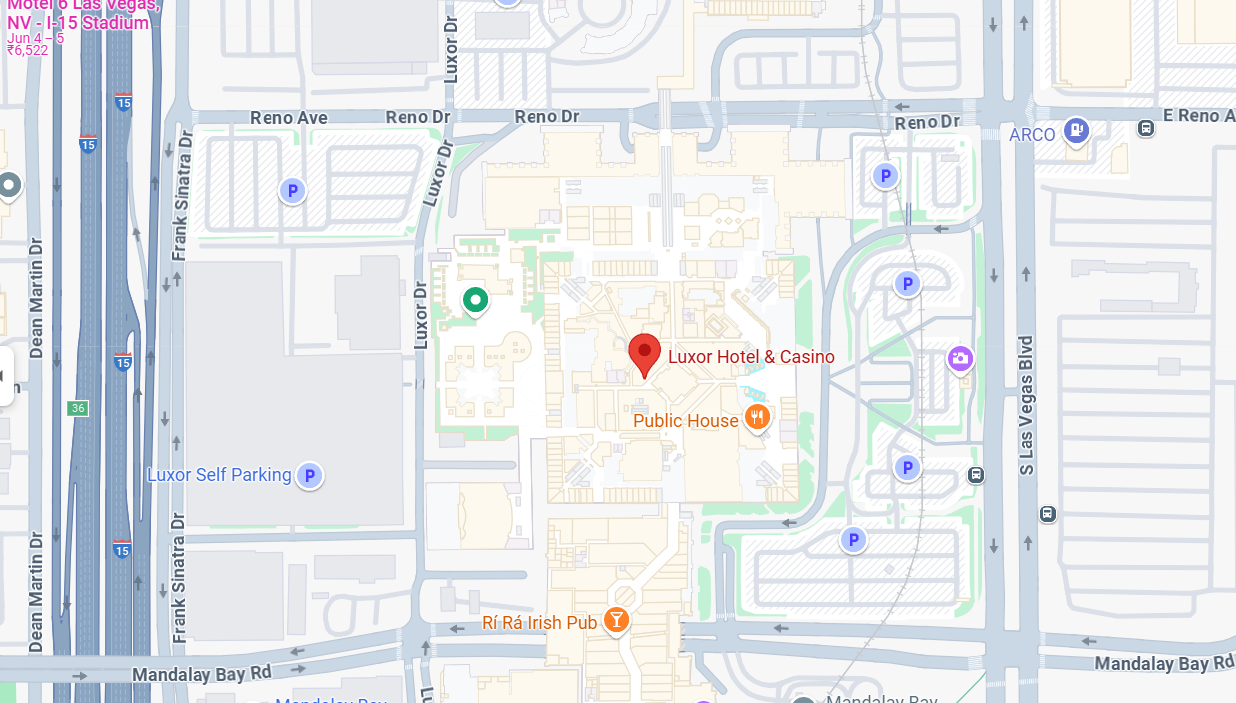 Motel 6 Las Vegas,
NV - I-15 Stadium
Jun 4 – 5
₹6,522
Luxor Dr
15
15
Reno Ave
Reno Dr
Reno Dr
Reno Dr
E Reno A
ARCO
P
P
Frank Sinatra Dr
Luxor Dr
Dean Martin Dr
Luxor Dr
P
15
36
n
Luxor Hotel & Casino
Public House
S Las Vegas Blvd
Luxor Self Parking
P
P
P
15
Dean Martin Dr
Frank Sinatra Dr
Rí Rá Irish Pub
Mandalay Bay Rd
Mandalay Bay Rd
Mandalay Bay
Mandalay Bay